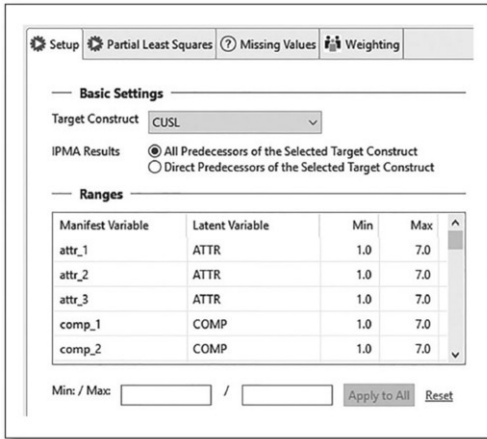 Setup Partial Least Squares Missing Values Weighting
Basic Settings
Target Construct CUSL
IPMA Results All Predecessors of the Selected Target Construct
Direct Predecessors of the Selected Target Construct
Ranges
Manifest Variable Latent Variable Min Max
attr_1 ATTR 1.0 7.0
attr_2 ATTR 1.0 7.0
attr_3 ATTR 1.0 7.0
comp_1 COMP 1.0 7.0
comp_2 COMP 1.0 7.0
Min: / Max: / Apply to All Reset